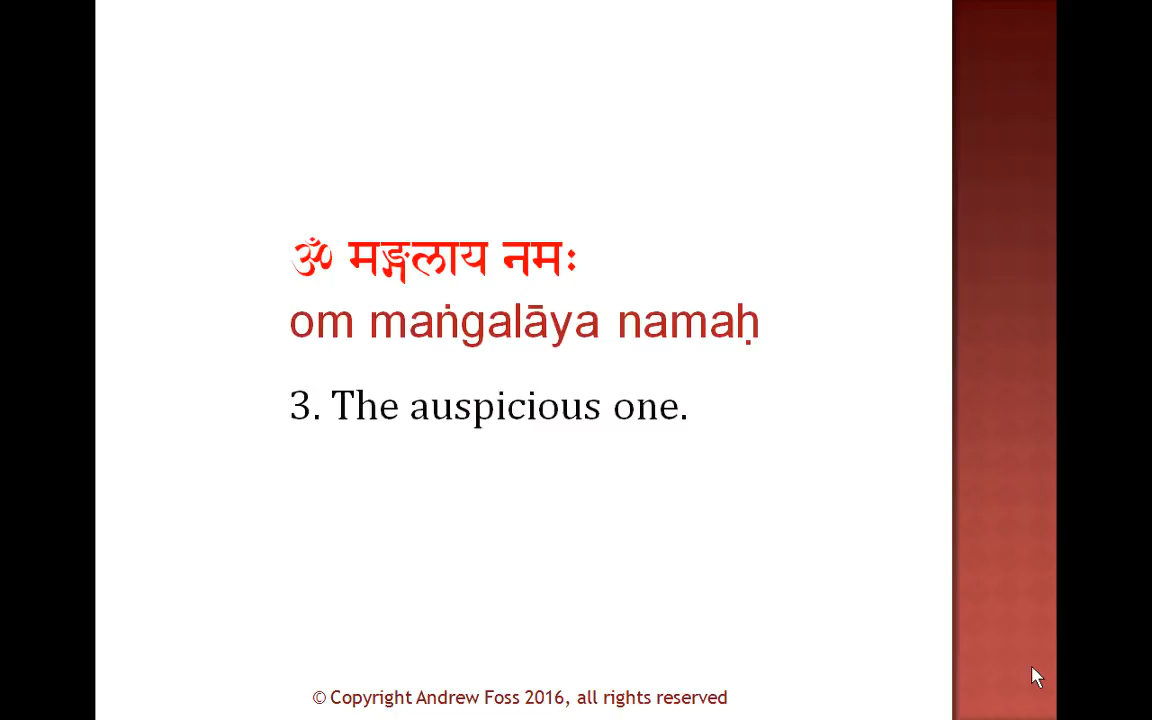 ॐ मङ्गलाय नमः
om maṅgalāya namaḥ
3. The auspicious one.
© Copyright Andrew Foss 2016, all rights reserved